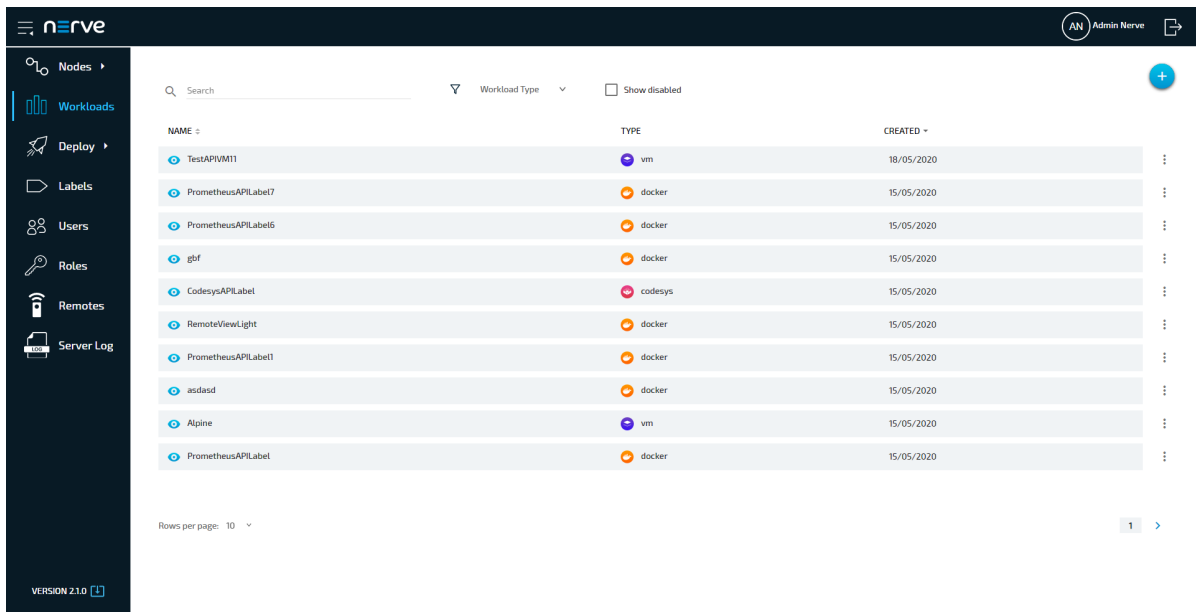 nerve
AN Admin Nerve
Nodes
Workloads
Deploy
Labels
Users
Roles
Remotes
LOG Server Log
VERSION 2.1.0
Search Workload Type Show disabled
+
NAME TYPE CREATED
TestAPIVM11 vm 18/05/2020
PrometheusAPILabel7 docker 15/05/2020
PrometheusAPILabel6 docker 15/05/2020
gbf docker 15/05/2020
CodesysAPILabel codesys 15/05/2020
RemoteViewLight docker 15/05/2020
PrometheusAPILabel1 docker 15/05/2020
asdasd docker 15/05/2020
Alpine vm 15/05/2020
PrometheusAPILabel docker 15/05/2020
Rows per page: 10 1